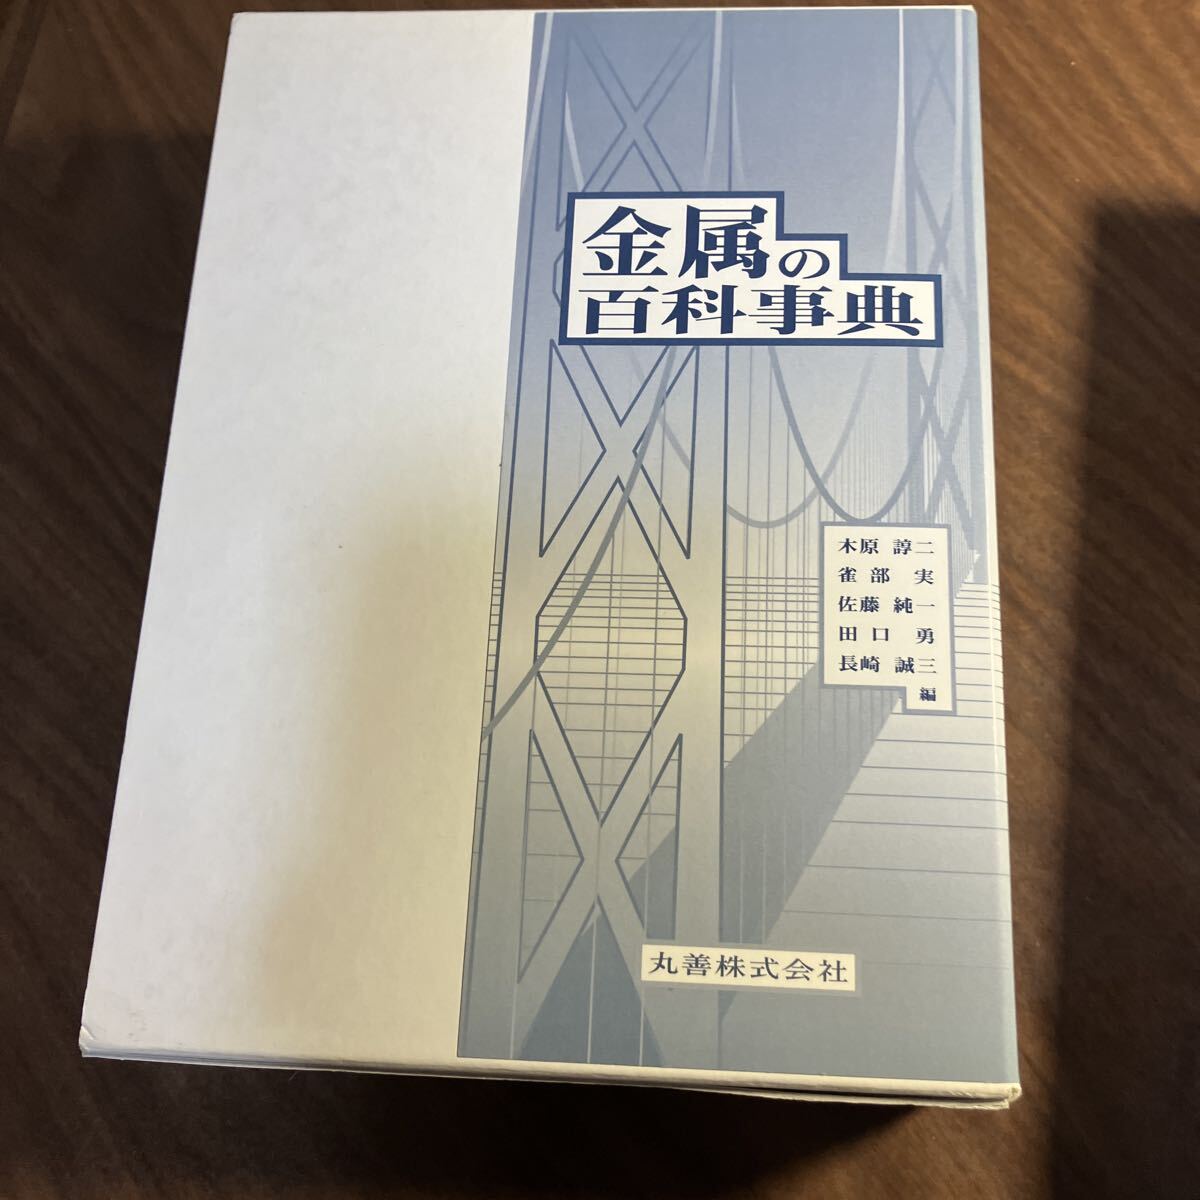 金属の
百科事典
木原 諄二
雀部 実
佐藤 純一
田口 勇
長崎 誠三
編
丸善株式会社